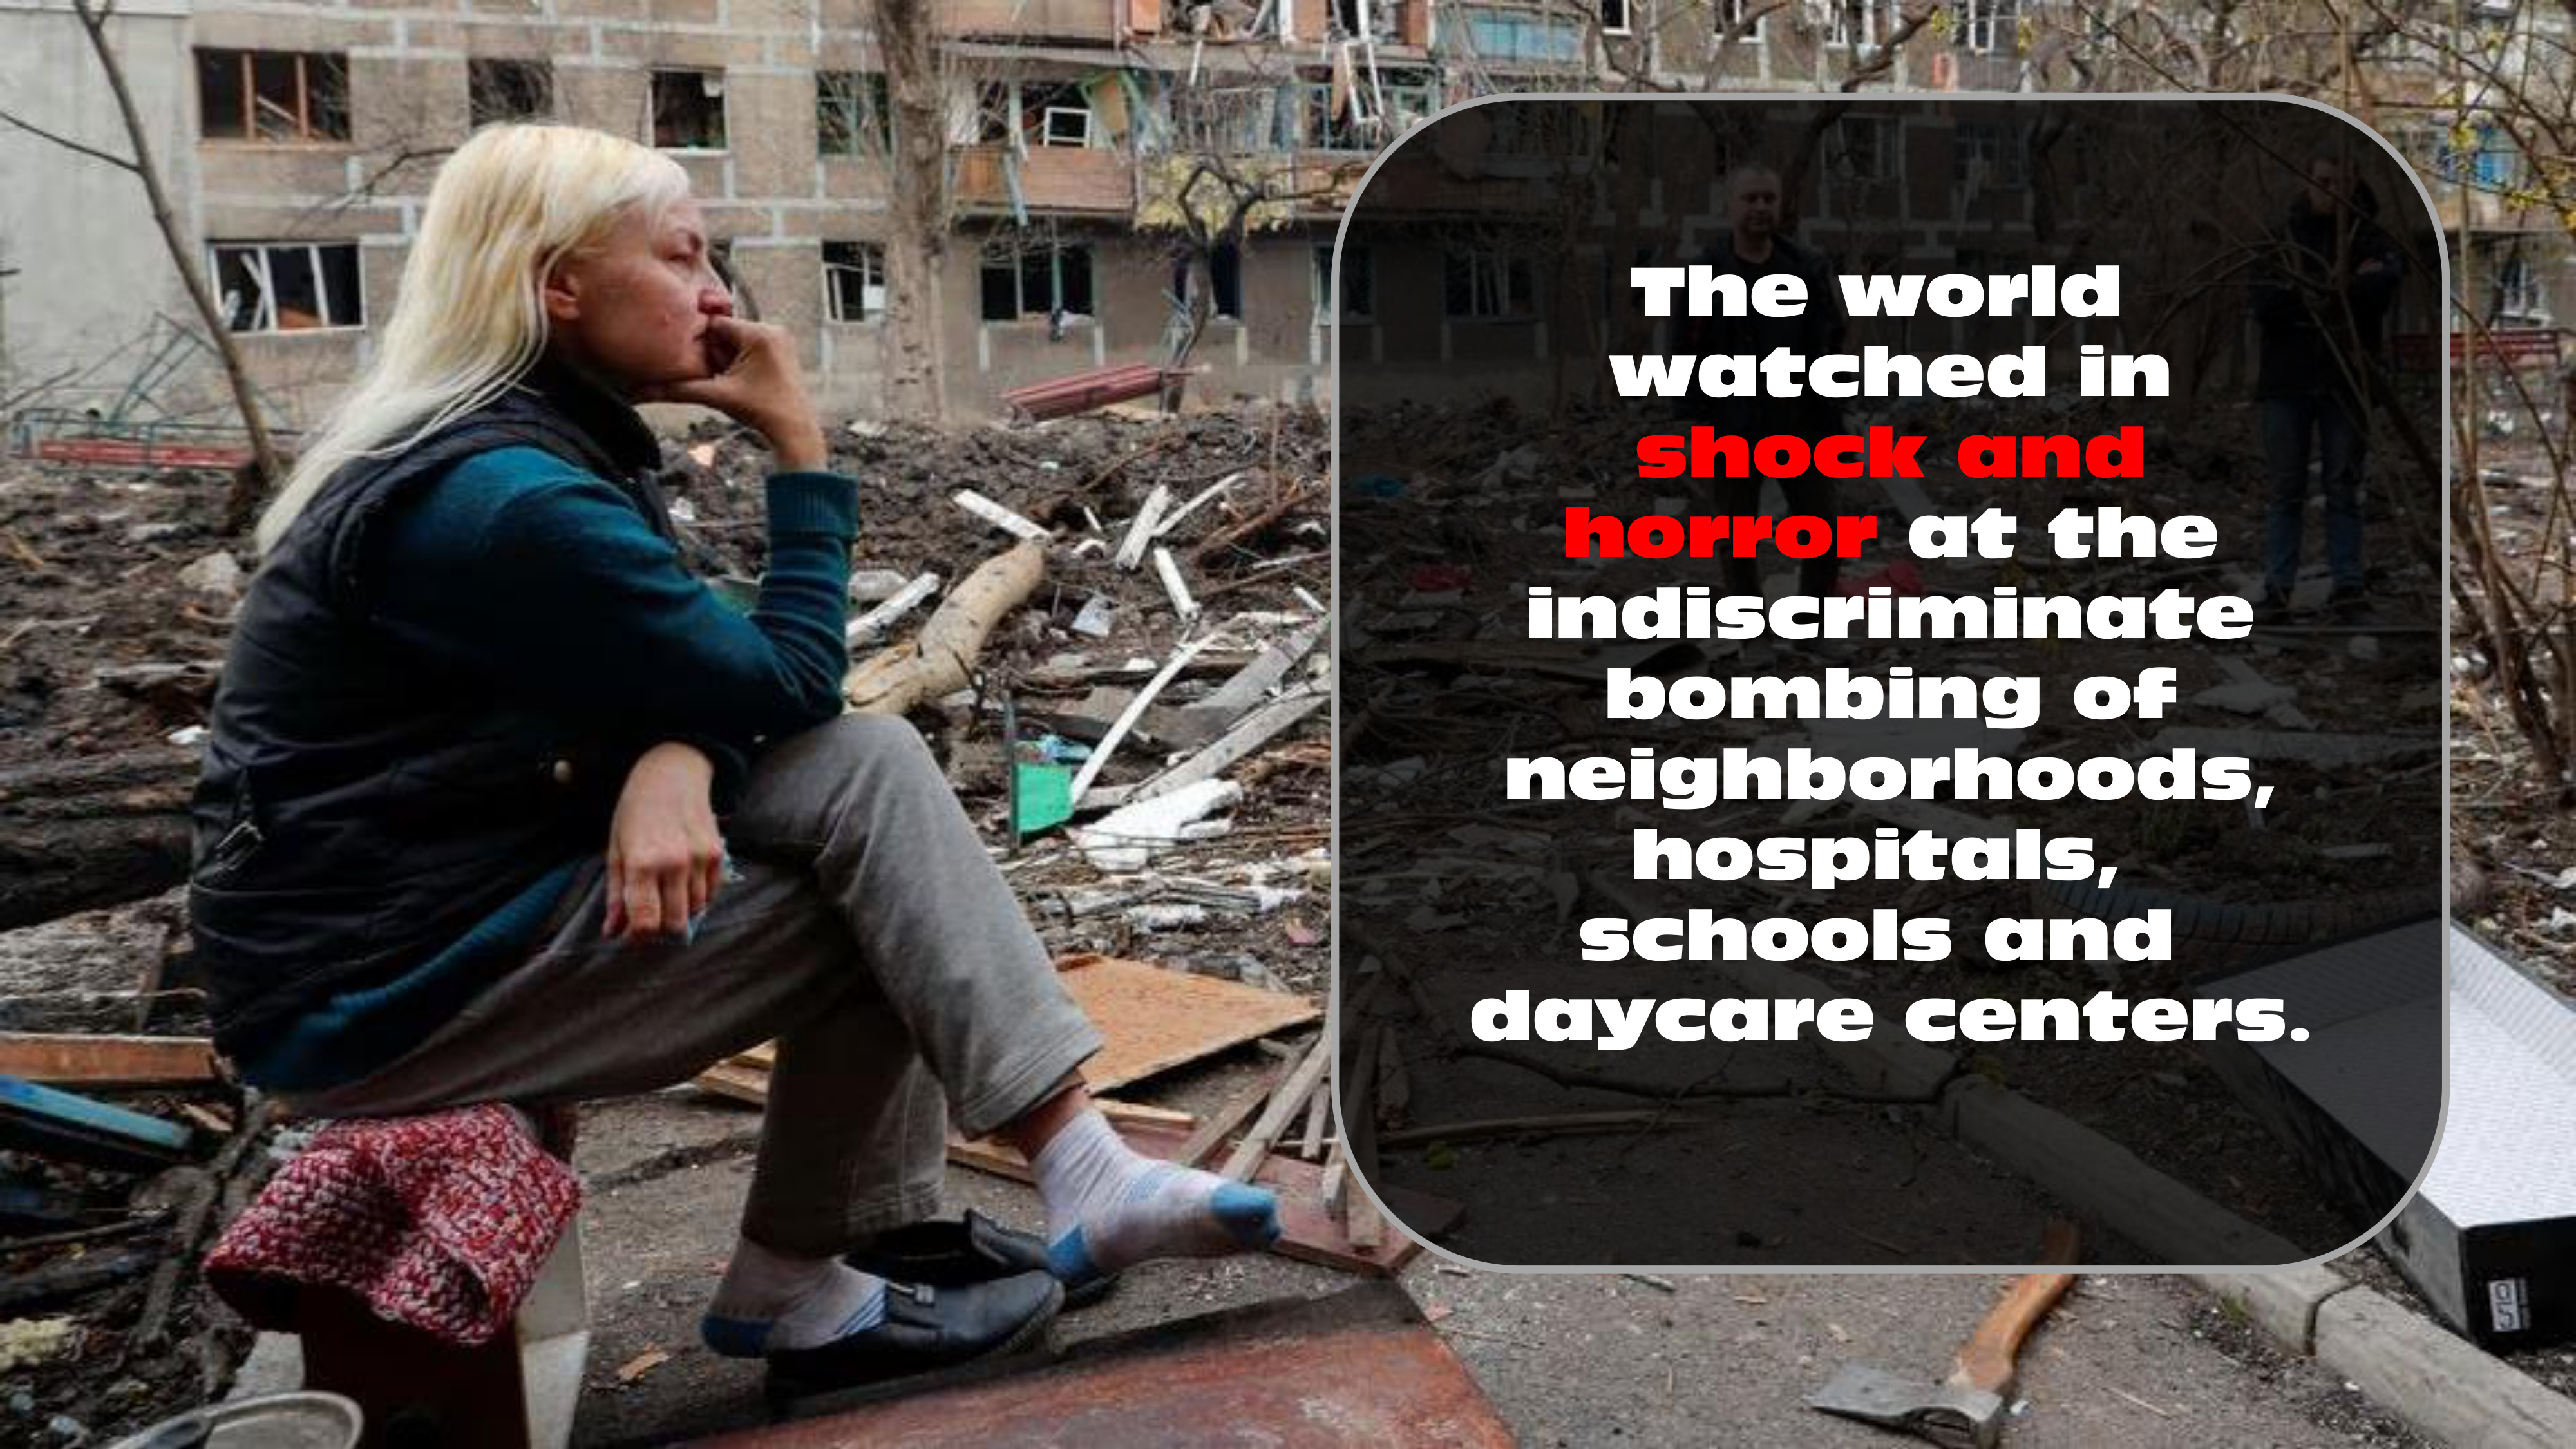 The world
watched in
shock and
horror at the
indiscriminate
bombing of
neighborhoods,
hospitals,
schools and
daycare centers.